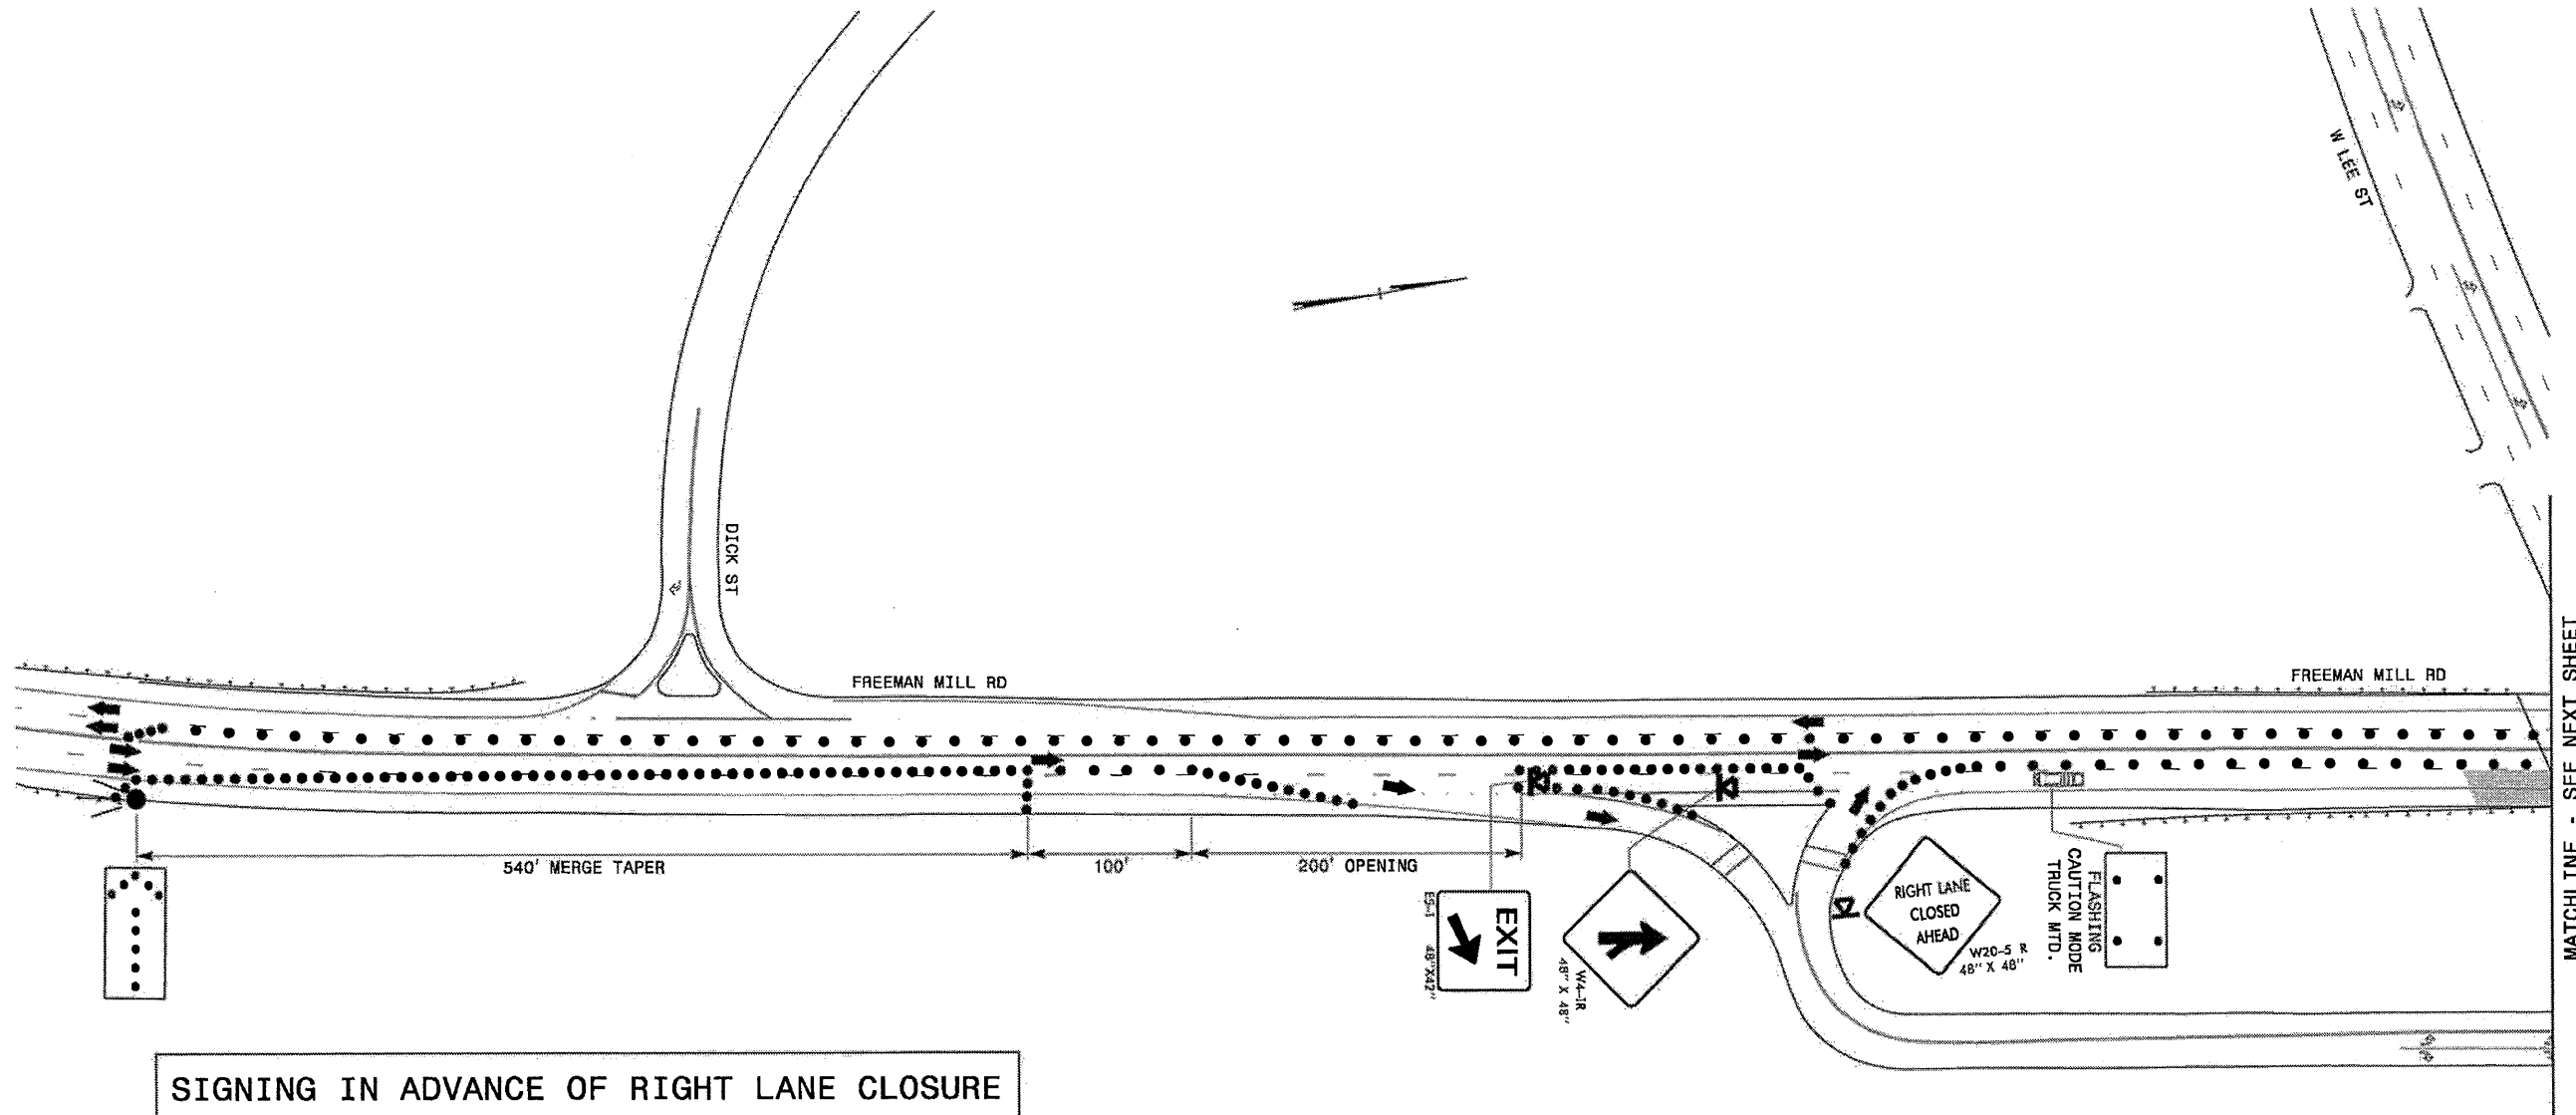 W LEE ST
DICK ST
FREEMAN MILL RD
FREEMAN MILL RD
MATCHLINE - SEE NEXT SHEET
540' MERGE TAPER
100'
200' OPENING
EXIT
E5-1
48"X42"
W4-1R
48" X 48"
RIGHT LANE
CLOSED
AHEAD
W20-5 R
48" X 48"
FLASHING
CAUTION MODE
TRUCK MTD.
SIGNING IN ADVANCE OF RIGHT LANE CLOSURE